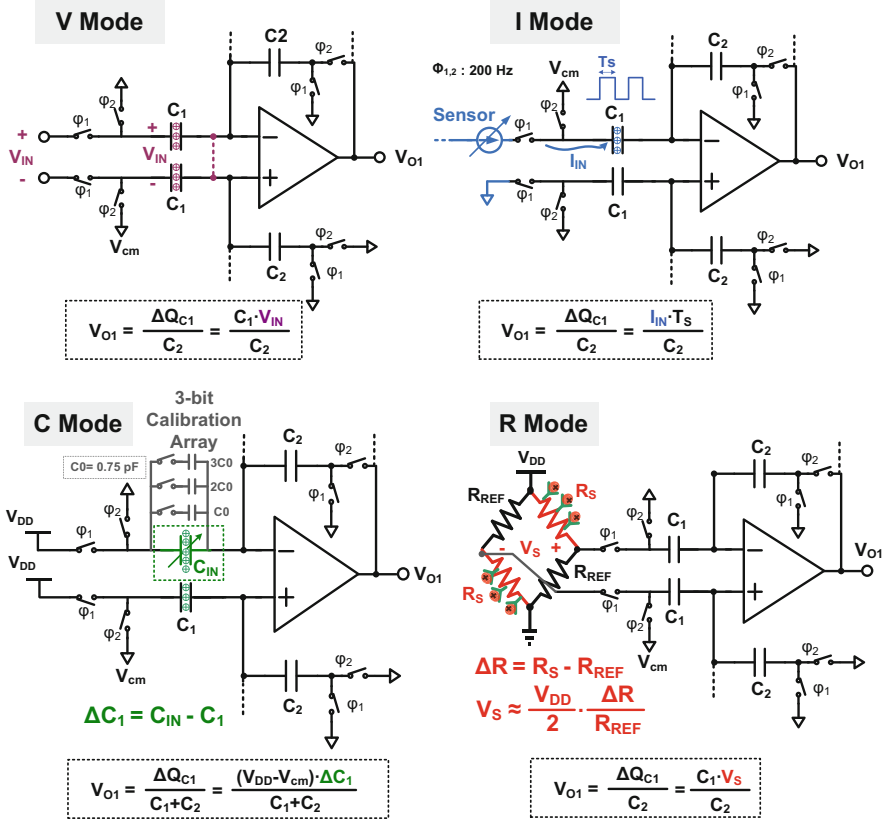 V Mode
C2
φ2
φ1
φ2
φ1
C1
+
+
VIN
VIN
-
-
C1
φ1
φ2
Vcm
−
+
VO1
φ2
C2
φ1
VO1 = ΔQC1 / C2 = C1·VIN / C2
I Mode
Φ1,2 : 200 Hz
Vcm
Ts
C2
φ2
φ1
Sensor
φ2
φ1
C1
IIN
−
+
VO1
φ1
φ2
C1
Vcm
φ2
C2
φ1
VO1 = ΔQC1 / C2 = IIN·TS / C2
C Mode
3-bit
Calibration
Array
C0= 0.75 pF
3C0
2C0
C0
C2
φ2
φ1
VDD
φ1
φ2
CIN
VDD
φ1
φ2
C1
Vcm
−
+
VO1
φ2
C2
φ1
ΔC1 = CIN - C1
VO1 = ΔQC1 / C1+C2 = (VDD-Vcm)·ΔC1 / C1+C2
R Mode
VDD
C2
φ2
φ1
RREF
RS
- VS +
RREF
RS
φ1
φ2
C1
φ1
φ2
C1
Vcm
−
+
VO1
φ2
C2
φ1
ΔR = RS - RREF
VS ≈ VDD / 2 · ΔR / RREF
VO1 = ΔQC1 / C2 = C1·VS / C2